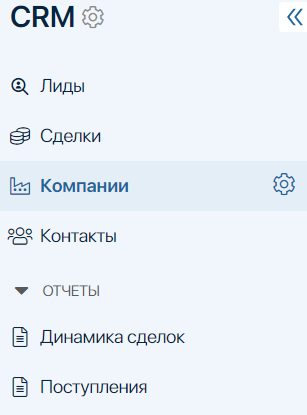 CRM
Лиды
Сделки
Компании
Контакты
ОТЧЕТЫ
Динамика сделок
Поступления